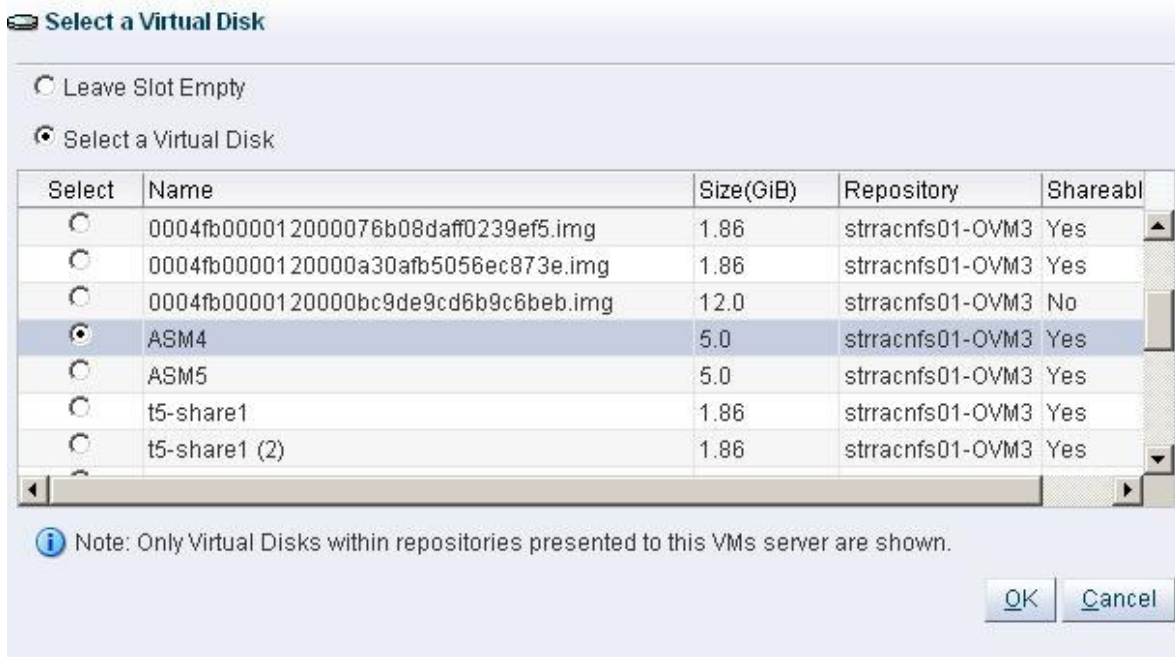 Select a Virtual Disk
Leave Slot Empty
Select a Virtual Disk
Select Name Size(GiB) Repository Shareabl
0004fb000012000076b08daff0239ef5.img 1.86 strracnfs01-OVM3 Yes
0004fb0000120000a30afb5056ec873e.img 1.86 strracnfs01-OVM3 Yes
0004fb0000120000bc9de9cd6b9c6beb.img 12.0 strracnfs01-OVM3 No
ASM4 5.0 strracnfs01-OVM3 Yes
ASM5 5.0 strracnfs01-OVM3 Yes
t5-share1 1.86 strracnfs01-OVM3 Yes
t5-share1 (2) 1.86 strracnfs01-OVM3 Yes
Note: Only Virtual Disks within repositories presented to this VMs server are shown.
OK Cancel